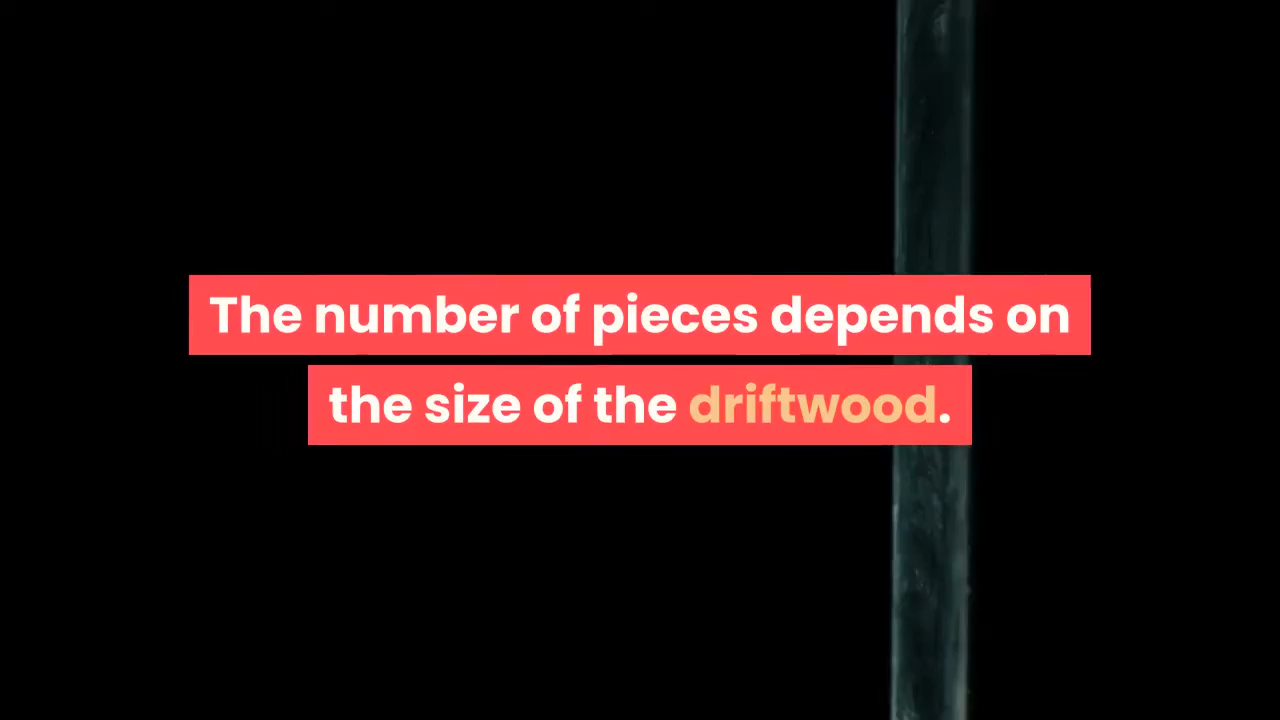 The number of pieces depends on
the size of the driftwood.